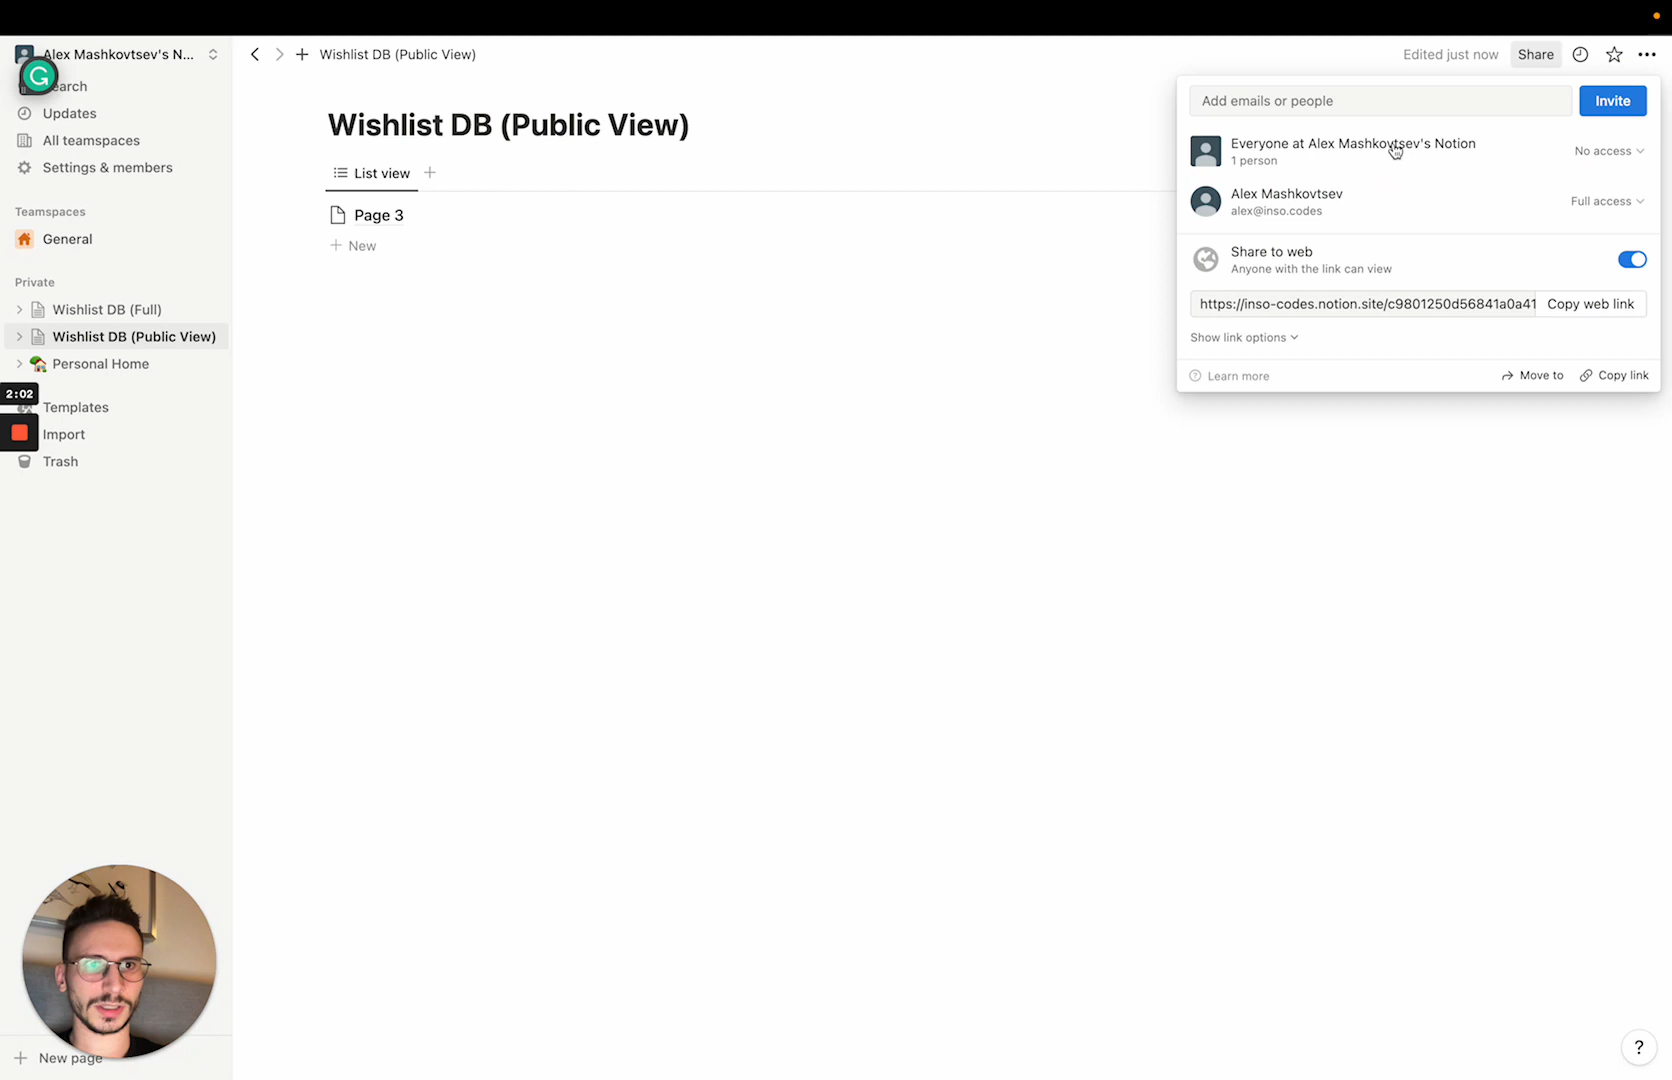 Alex Mashkovtsev's N...
earch
Updates
All teamspaces
Settings & members
Teamspaces
General
Private
Wishlist DB (Full)
Wishlist DB (Public View)
Personal Home
2:02
Templates
Import
Trash
New page
Wishlist DB (Public View)
Edited just now
Share
Wishlist DB (Public View)
List view
Page 3
New
Add emails or people
Invite
Everyone at Alex Mashkovtsev's Notion
1 person
No access
Alex Mashkovtsev
alex@inso.codes
Full access
Share to web
Anyone with the link can view
https://inso-codes.notion.site/c9801250d56841a0a41
Copy web link
Show link options
Learn more
Move to
Copy link
?